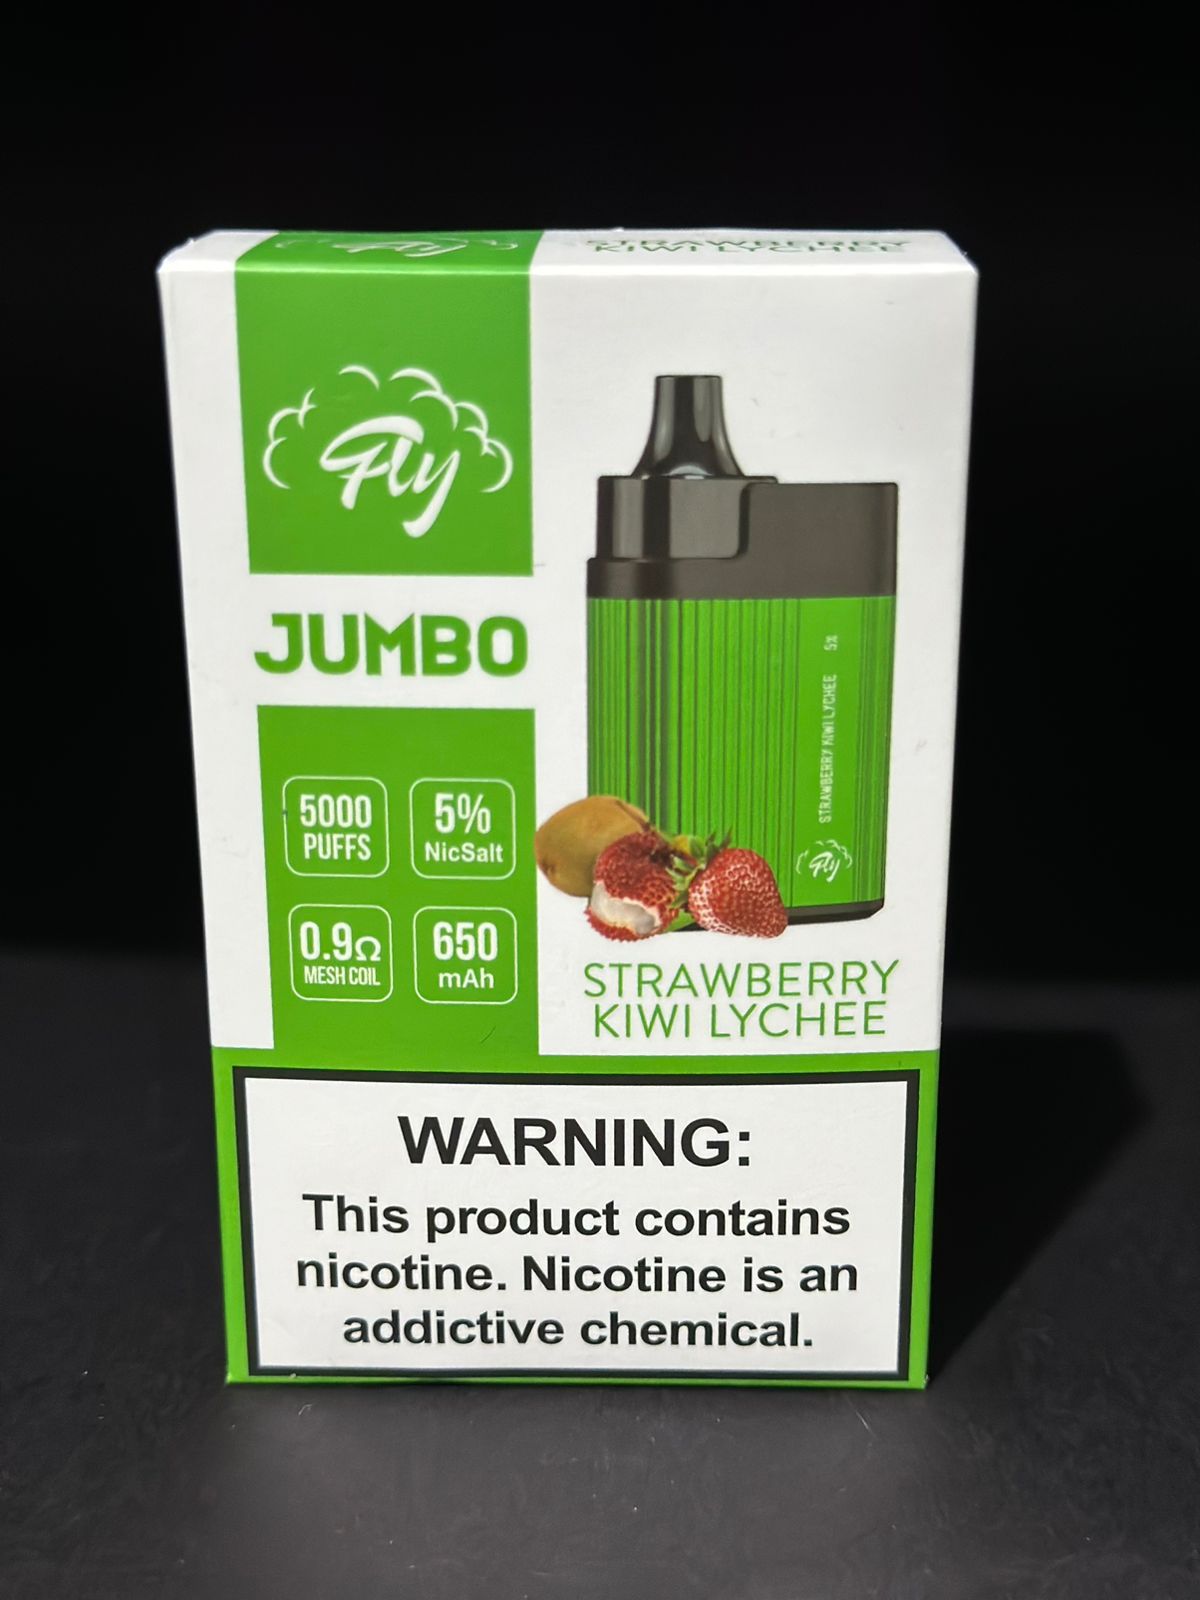 STRAWBERRY
KIWI LYCHEE
Fly
Fly
JUMBO
5000
PUFFS
5%
NicSalt
0.9Ω
MESH COIL
650
mAh
STRAWBERRY KIWI LYCHEE 5%
Fly
STRAWBERRY
KIWI LYCHEE
WARNING:
This product contains
nicotine. Nicotine is an
addictive chemical.